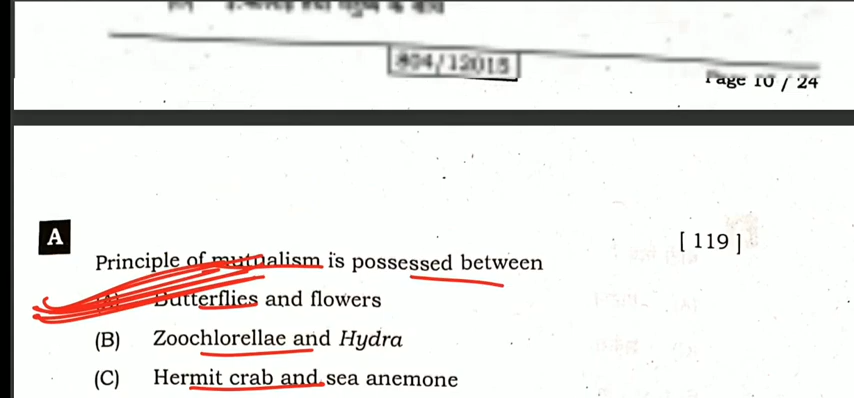 804/12015
Page 10 / 24
A
[ 119 ]
Principle of mutualism is possessed between
(A) Butterflies and flowers
(B) Zoochlorellae and Hydra
(C) Hermit crab and sea anemone